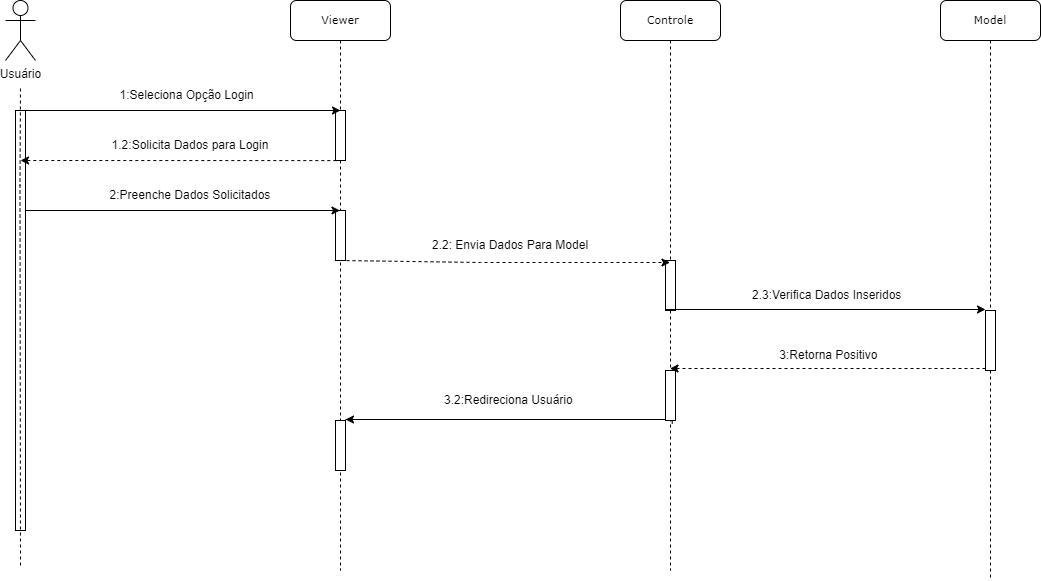 Viewer
Controle
Model
Usuário
1:Seleciona Opção Login
1.2:Solicita Dados para Login
2:Preenche Dados Solicitados
2.2: Envia Dados Para Model
2.3:Verifica Dados Inseridos
3:Retorna Positivo
3.2:Redireciona Usuário